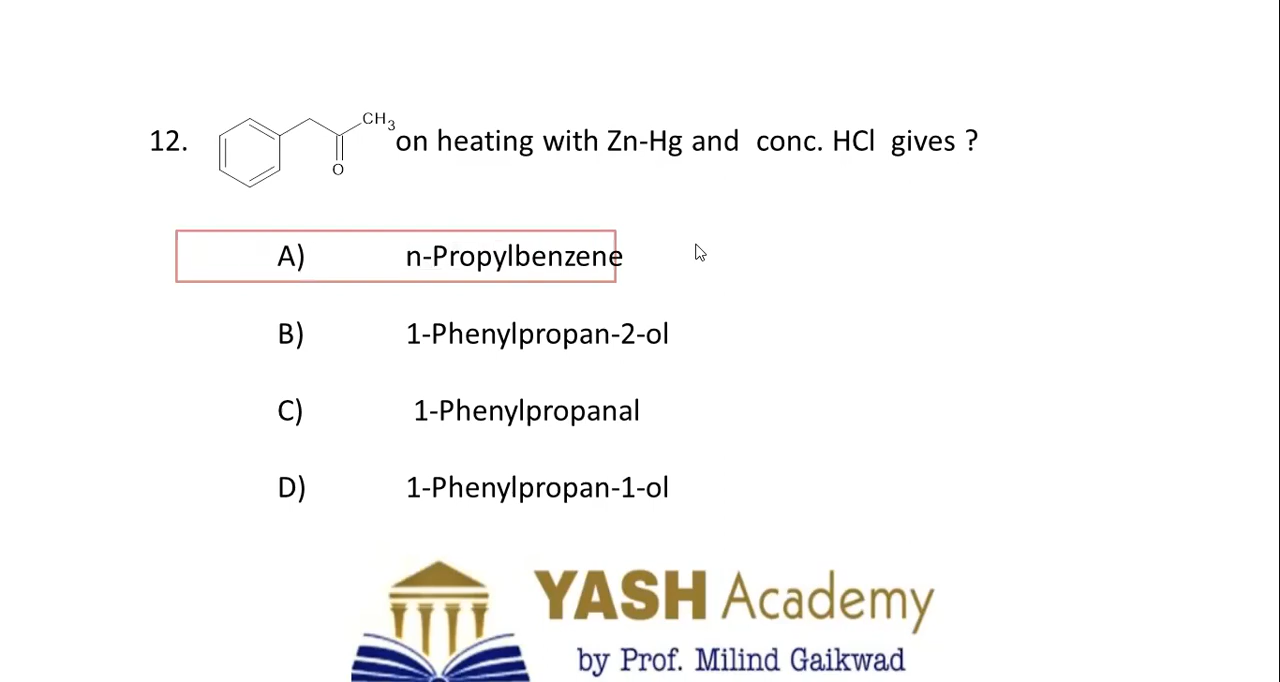 12. CH3 on heating with Zn-Hg and conc. HCl gives ?
O
A) n-Propylbenzene
B) 1-Phenylpropan-2-ol
C) 1-Phenylpropanal
D) 1-Phenylpropan-1-ol
YASH Academy
by Prof. Milind Gaikwad